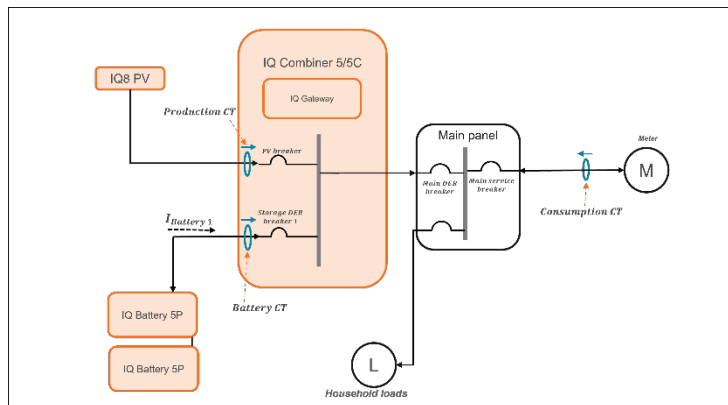 IQ Combiner 5/5C
IQ8 PV
IQ Gateway
Production CT
Main panel
Meter
PV breaker
M
Main DER
breaker
Main service
breaker
Consumption CT
I Battery 1
Storage DER
breaker 1
Battery CT
IQ Battery 5P
IQ Battery 5P
L
Household loads